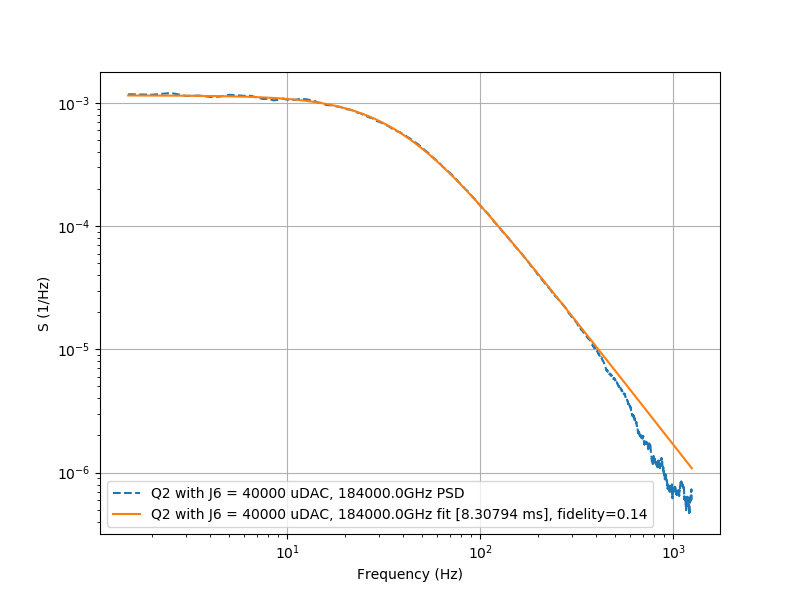 S (1/Hz)
10⁻³
10⁻⁴
10⁻⁵
10⁻⁶
Q2 with J6 = 40000 uDAC, 184000.0GHz PSD
Q2 with J6 = 40000 uDAC, 184000.0GHz fit [8.30794 ms], fidelity=0.14
10¹ 10² 10³
Frequency (Hz)